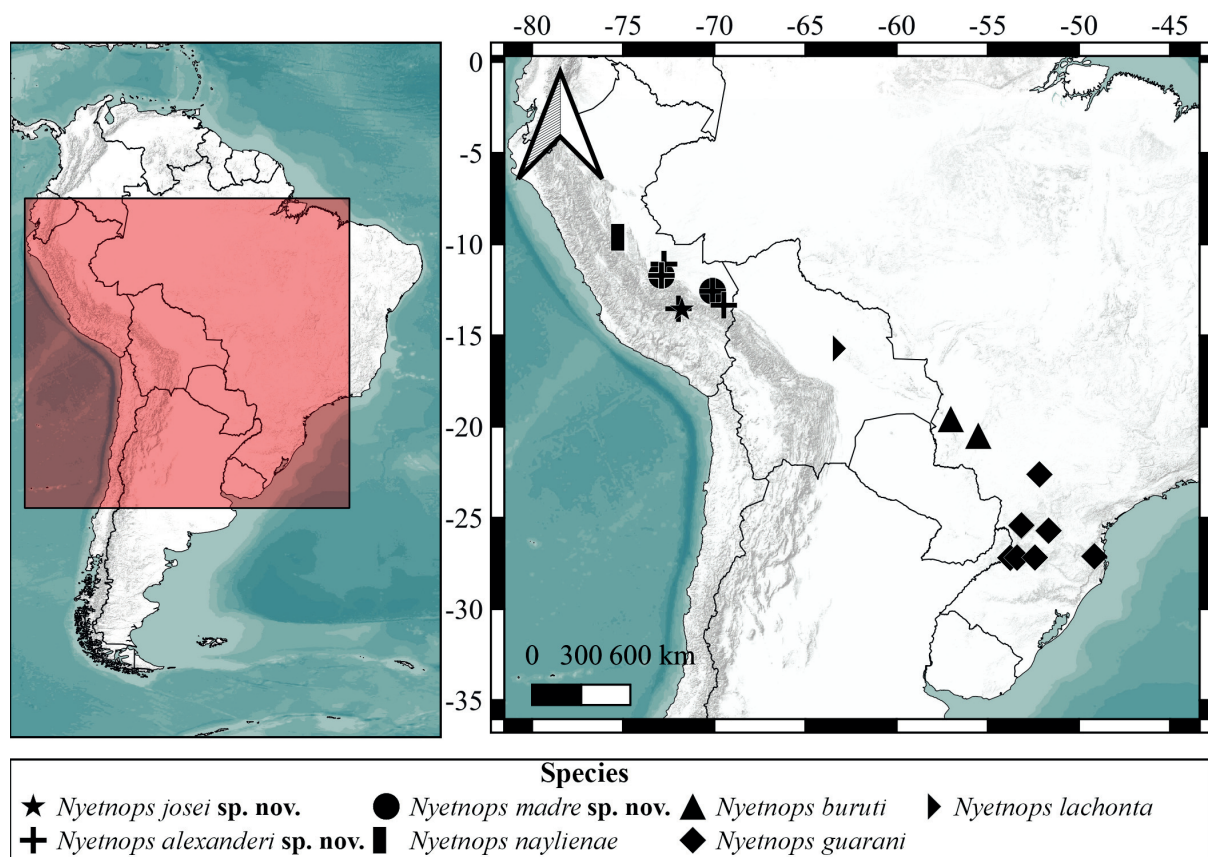 -80 -75 -70 -65 -60 -55 -50 -45
0
-5
-10
-15
-20
-25
-30
-35
0 300 600 km
Species
Nyetnops josei sp. nov. Nyetnops madre sp. nov. Nyetnops buruti Nyetnops lachonta
Nyetnops alexanderi sp. nov. Nyetnops naylienae Nyetnops guarani